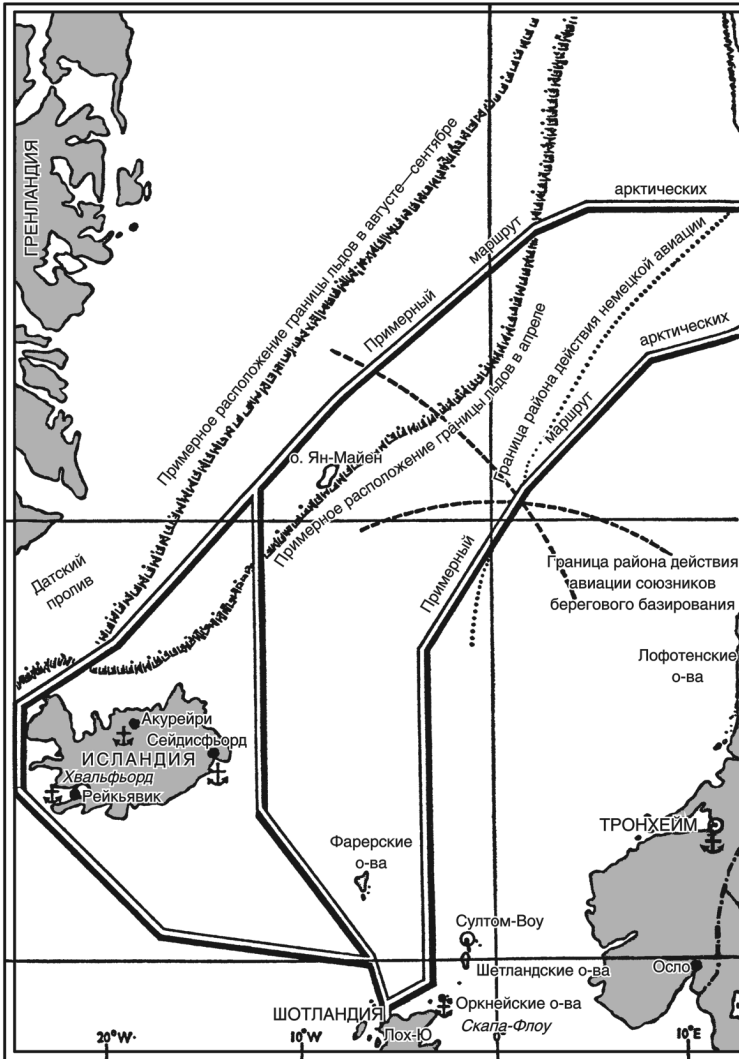 ГРЕНЛАНДИЯ
Примерное расположение границы льдов в августе—сентябре
Примерный
маршрут
арктических
Граница района действия немецкой авиации
арктических
маршрут
Примерный
о. Ян-Майен
Примерное расположение границы льдов в апреле
Датский
пролив
Граница района действия
авиации союзников
берегового базирования
Лофотенские
о-ва
Акурейри
Сейдисфьорд
ИСЛАНДИЯ
Хвальфьорд
Рейкьявик
ТРОНХЕЙМ
Фарерские
о-ва
Султом-Воу
Шетландские о-ва
Осло
Оркнейские о-ва
ШОТЛАНДИЯ
Скапа-Флоу
Лох-Ю
20°W
10°W
0°
10°E